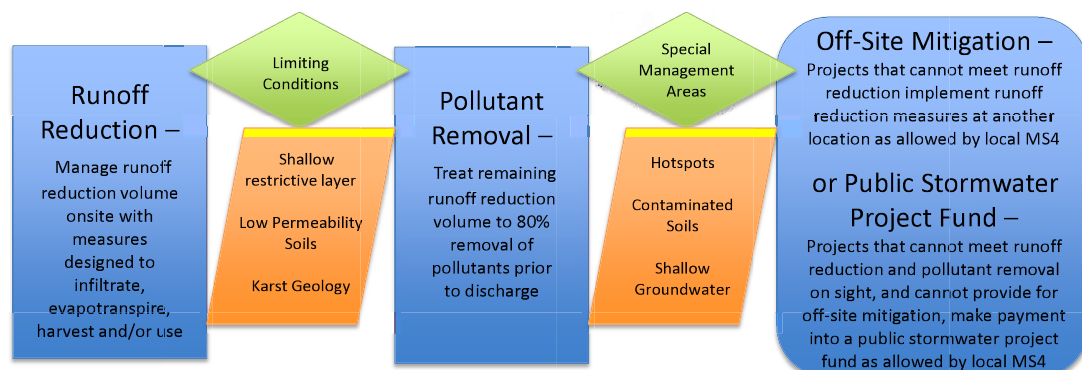 Runoff
Reduction –
Manage runoff
reduction volume
onsite with
measures
designed to
infiltrate,
evapotranspire,
harvest and/or use
Limiting
Conditions
Shallow
restrictive layer
Low Permeability
Soils
Karst Geology
Pollutant
Removal –
Treat remaining
runoff reduction
volume to 80%
removal of
pollutants prior
to discharge
Special
Management
Areas
Hotspots
Contaminated
Soils
Shallow
Groundwater
Off-Site Mitigation –
Projects that cannot meet runoff
reduction implement runoff
reduction measures at another
location as allowed by local MS4
or Public Stormwater
Project Fund –
Projects that cannot meet runoff
reduction and pollutant removal
on sight, and cannot provide for
off-site mitigation, make payment
into a public stormwater project
fund as allowed by local MS4